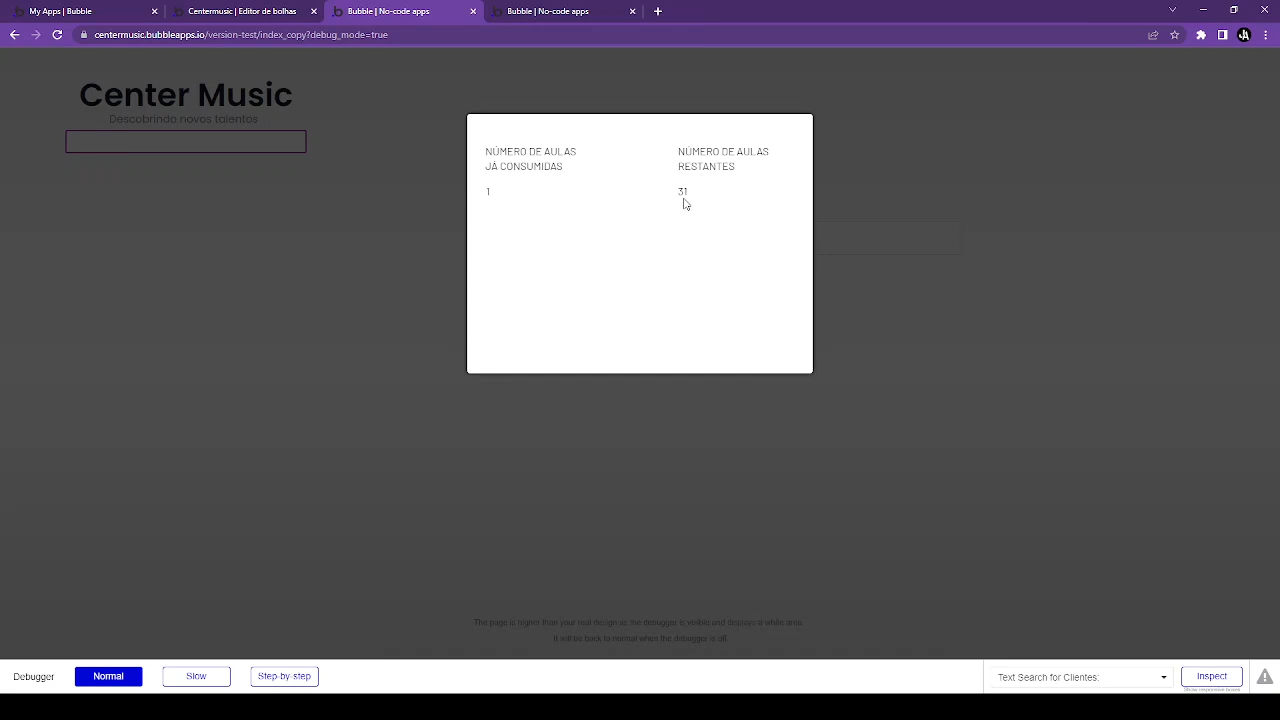 My Apps | Bubble
Centermusic | Editor de bolhas
Bubble | No-code apps
Bubble | No-code apps
centermusic.bubbleapps.io/version-test/index_copy?debug_mode=true
Center Music
Descobrindo novos talentos
NÚMERO DE AULAS
JÁ CONSUMIDAS
1
NÚMERO DE AULAS
RESTANTES
31
The page is higher than your real design as the debugger is visible and displays a white area.
It will be back to normal when the debugger is off.
Debugger
Normal
Slow
Step-by-step
Text Search for Clientes:
Inspect
Show responsive boxes